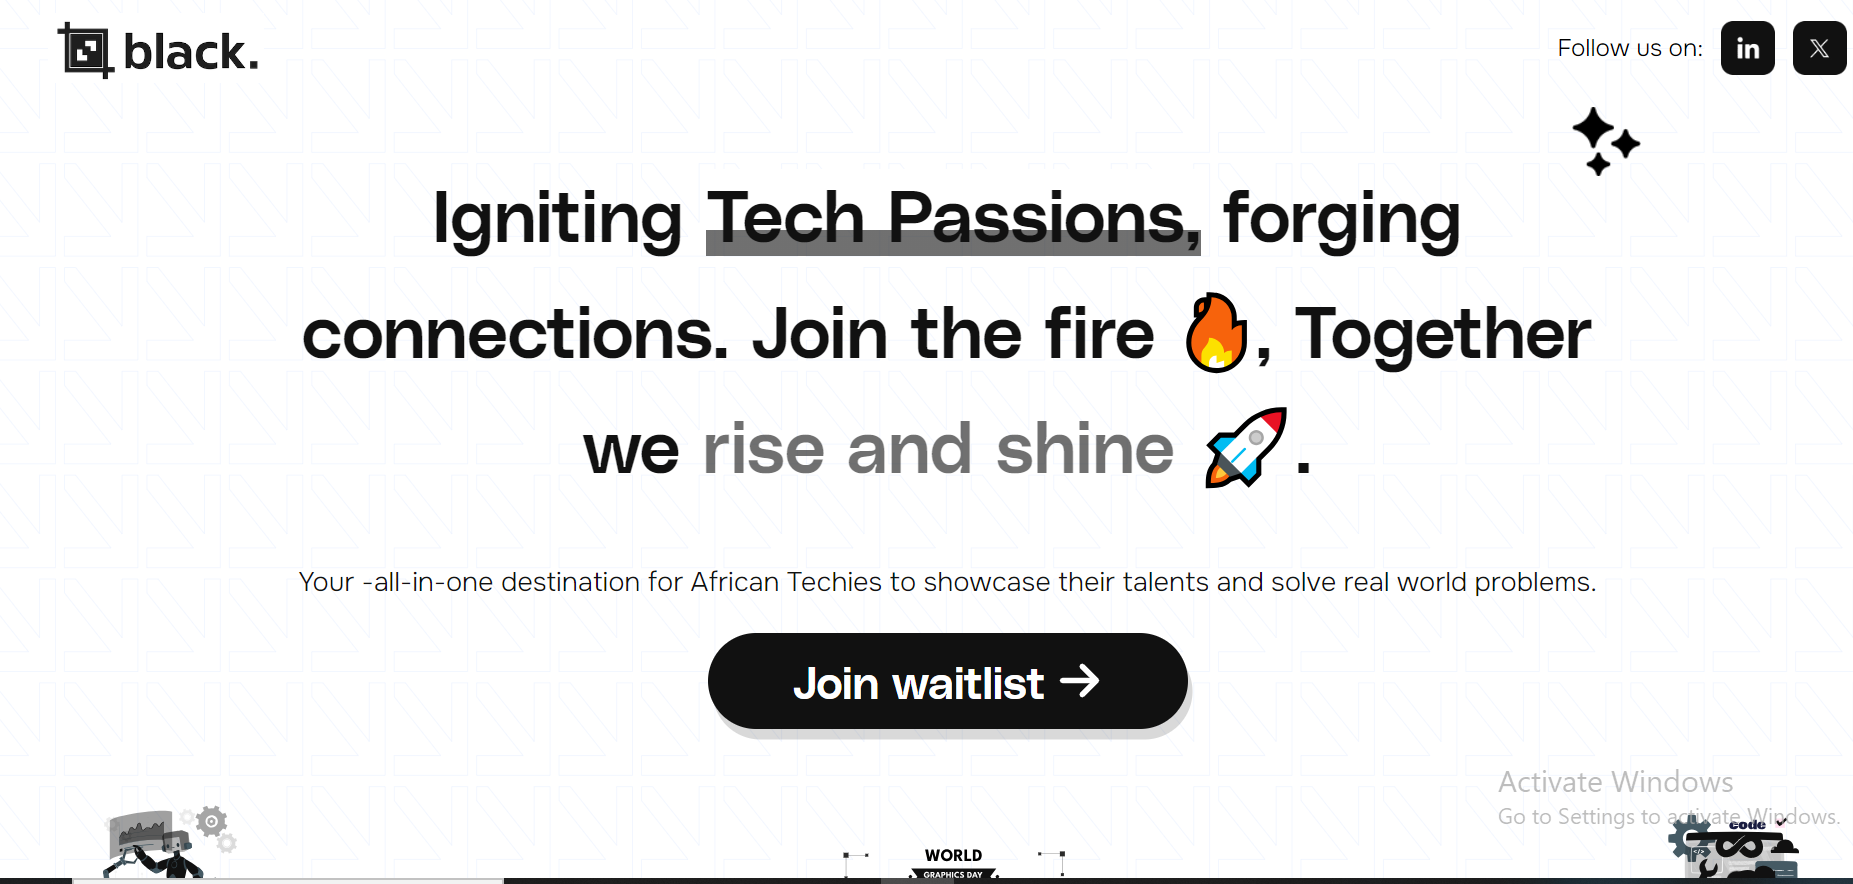 black.
Follow us on:
in X
Igniting Tech Passions, forging
connections. Join the fire 🔥, Together
we rise and shine 🚀.
Your -all-in-one destination for African Techies to showcase their talents and solve real world problems.
Join waitlist →
Activate Windows
Go to Settings to activate Windows.
code
</>
WORLD
GRAPHICS DAY